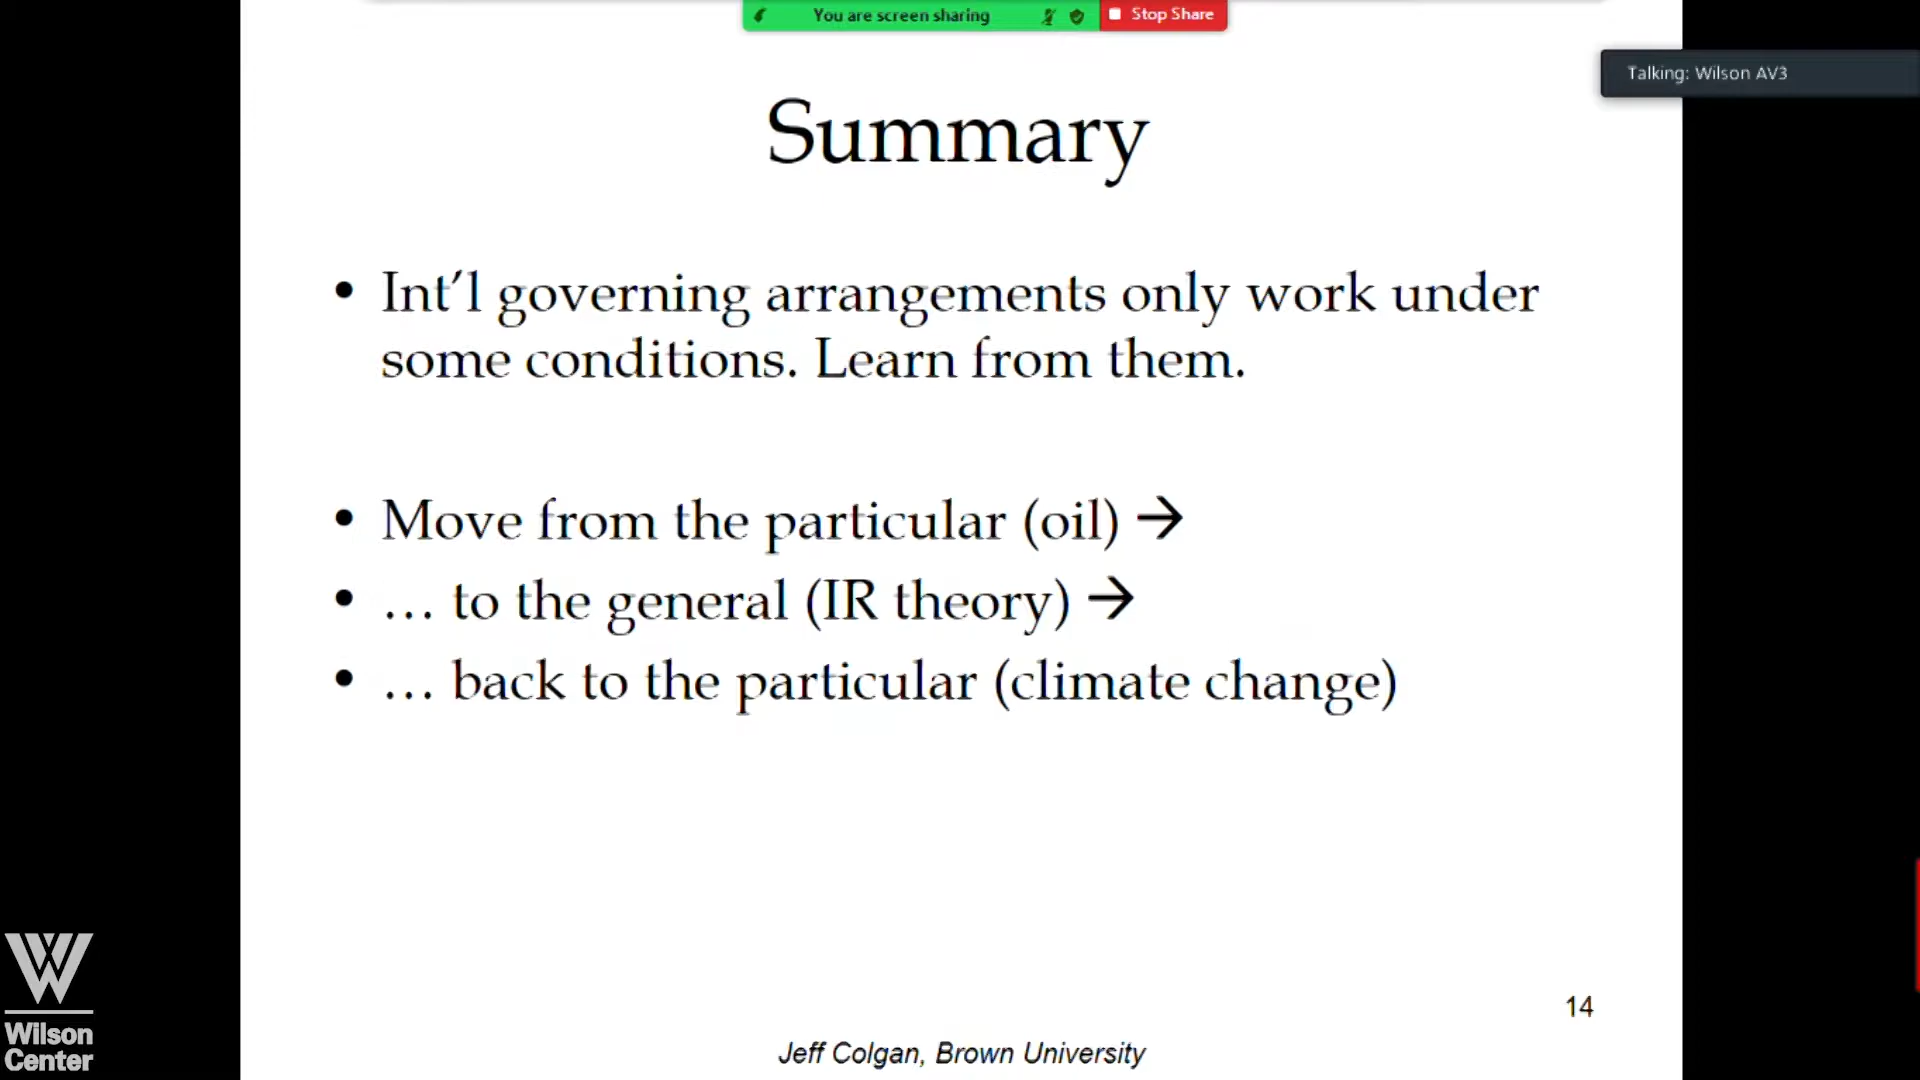 You are screen sharing
Stop Share
Talking: Wilson AV3
Summary
• Int’l governing arrangements only work under
some conditions. Learn from them.
• Move from the particular (oil) →
• … to the general (IR theory) →
• … back to the particular (climate change)
14
Jeff Colgan, Brown University
Wilson
Center